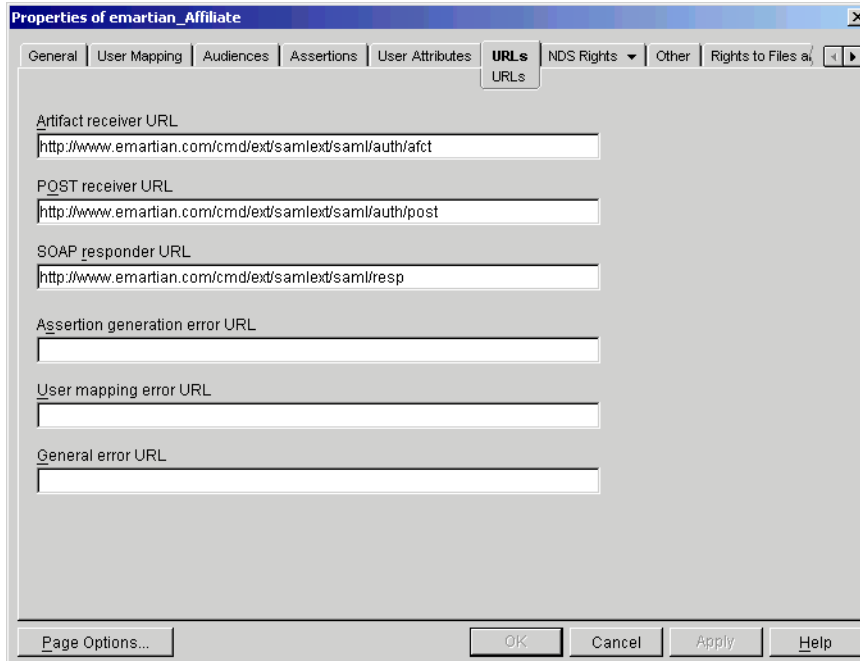 Properties of emartian_Affiliate
General User Mapping Audiences Assertions User Attributes URLs NDS Rights Other Rights to Files a
URLs
Artifact receiver URL
http://www.emartian.com/cmd/ext/samlext/saml/auth/afct
POST receiver URL
http://www.emartian.com/cmd/ext/samlext/saml/auth/post
SOAP responder URL
http://www.emartian.com/cmd/ext/samlext/saml/resp
Assertion generation error URL
User mapping error URL
General error URL
Page Options... OK Cancel Apply Help